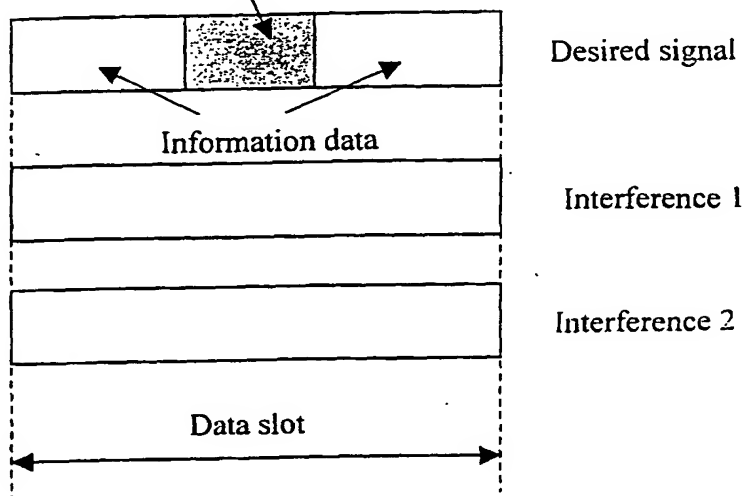 Desired signal
Information data
Interference 1
Interference 2
Data slot